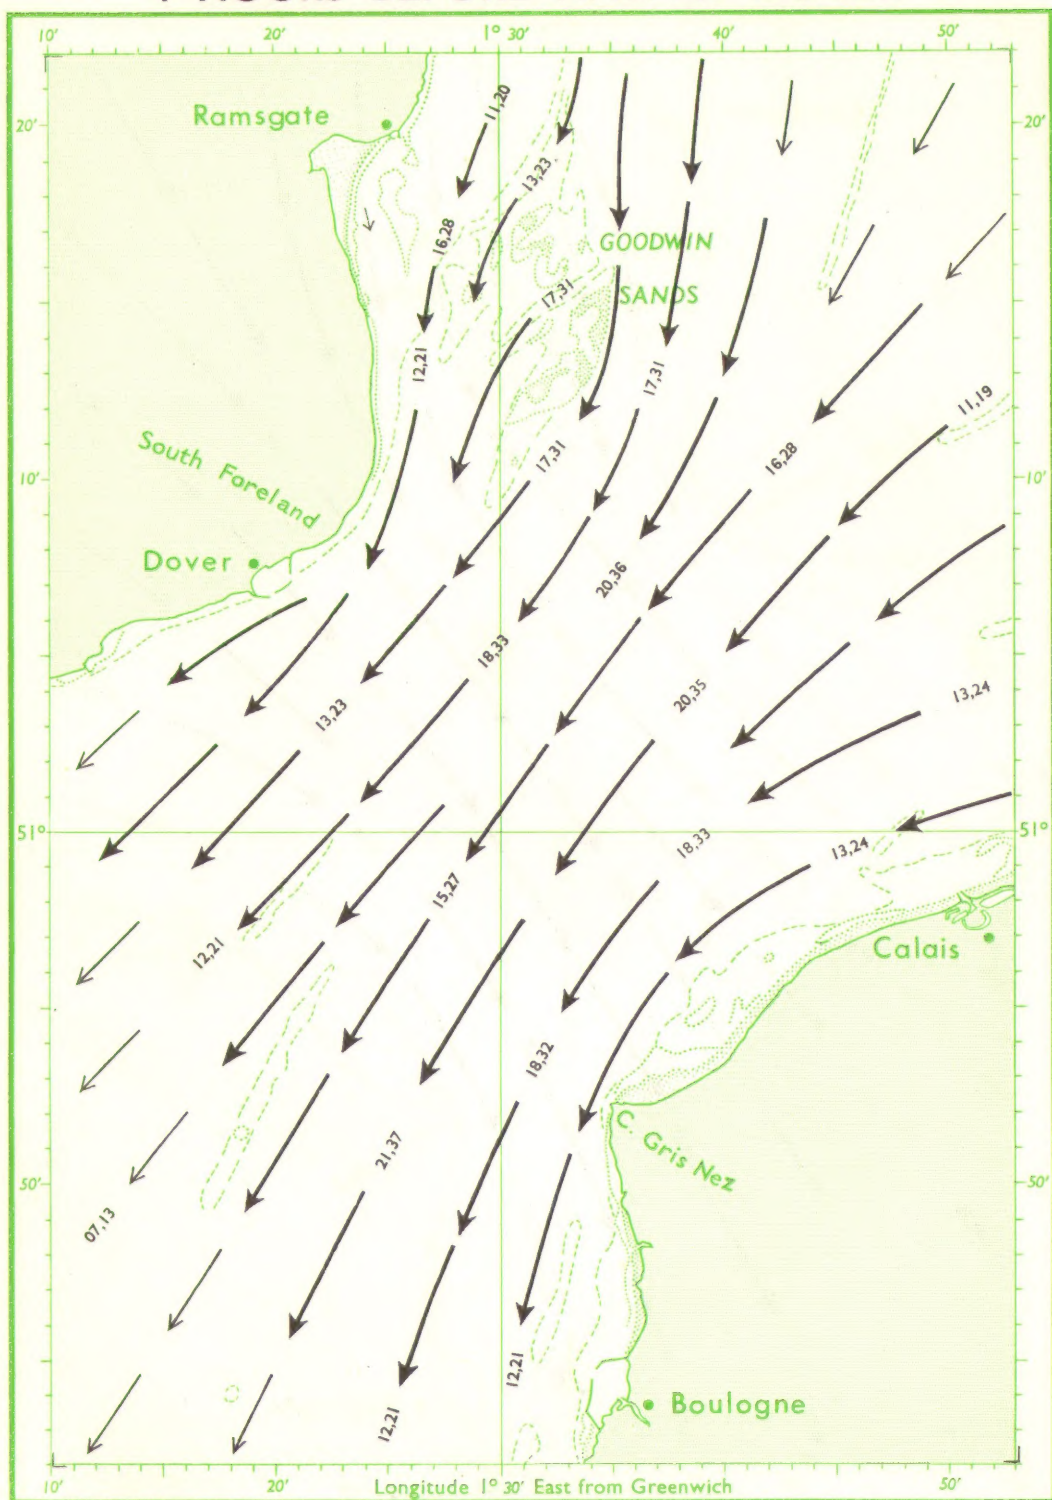 10' 20' 1° 30' 40' 50'
Ramsgate
20' 20'
11,20
13,23
16,28
GOODWIN
SANDS
17,31
12,21
17,31
11,19
South Foreland
17,31
16,28
10' 10'
Dover
20,36
18,33
20,35
13,24
13,23
51° 51°
18,33
13,24
15,27
12,21
Calais
18,32
C. Gris Nez
21,37
50' 50'
07,13
12,21
12,21
Boulogne
10' 20' Longitude 1° 30' East from Greenwich 50'